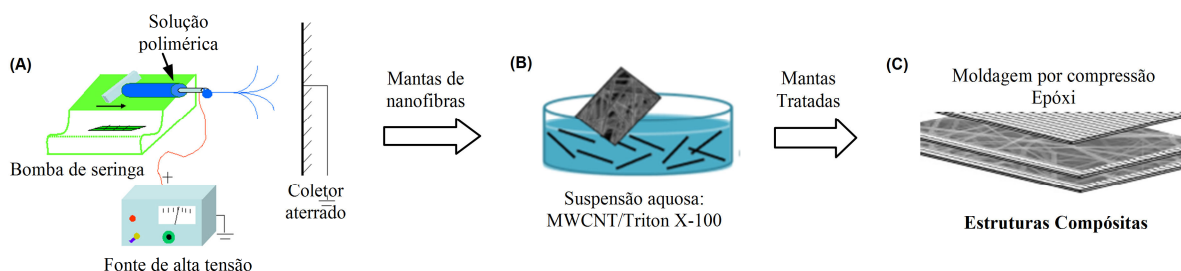 (A)
Solução
polimérica
Bomba de seringa
+
Coletor
aterrado
Fonte de alta tensão
Mantas de
nanofibras
(B)
Suspensão aquosa:
MWCNT/Triton X-100
Mantas
Tratadas
(C)
Moldagem por compressão
Epóxi
Estruturas Compósitas